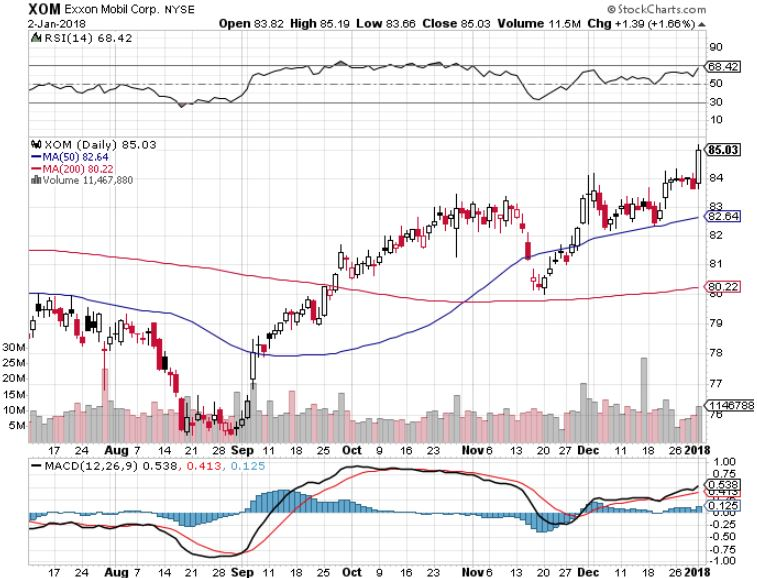 XOM Exxon Mobil Corp. NYSE © StockCharts.com
2-Jan-2018 Open 83.82 High 85.19 Low 83.66 Close 85.03 Volume 11.5M Chg +1.39 (+1.66%)
RSI(14) 68.42
90
68.42
50
30
10
XOM (Daily) 85.03
MA(50) 82.64
MA(200) 80.22
Volume 11,467,880
85.03
84
83
82.64
82
81
80.22
80
79
78
77
76
30M
25M
20M
15M
10M
5M
1146788
17 24 Aug 7 14 21 28 Sep 11 18 25 Oct 9 16 23 Nov 6 13 20 27 Dec 11 18 26 2018
MACD(12,26,9) 0.538, 0.413, 0.125
1.00
0.75
0.538
0.413
0.125
0.00
-0.25
-0.50
-0.75
-1.00
17 24 Aug 7 14 21 28 Sep 11 18 25 Oct 9 16 23 Nov 6 13 20 27 Dec 11 18 26 2018